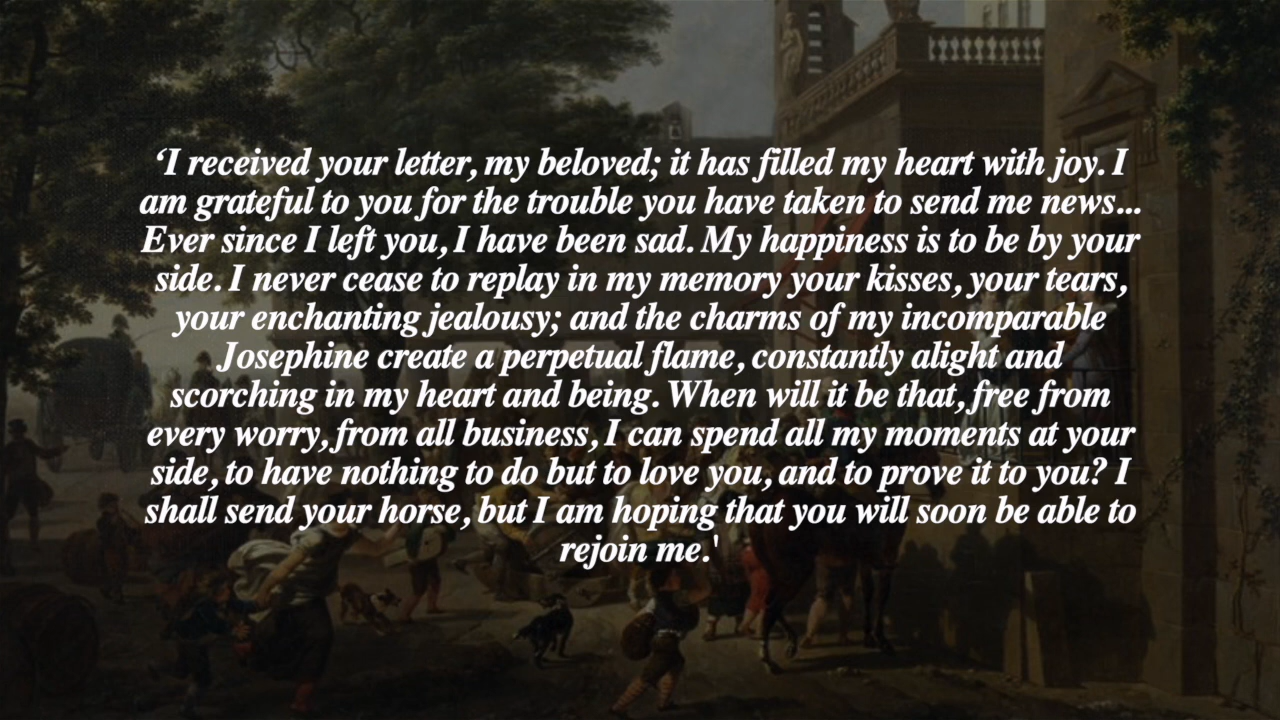 ‘I received your letter, my beloved; it has filled my heart with joy. I
am grateful to you for the trouble you have taken to send me news...
Ever since I left you, I have been sad. My happiness is to be by your
side. I never cease to replay in my memory your kisses, your tears,
your enchanting jealousy; and the charms of my incomparable
Josephine create a perpetual flame, constantly alight and
scorching in my heart and being. When will it be that, free from
every worry, from all business, I can spend all my moments at your
side, to have nothing to do but to love you, and to prove it to you? I
shall send your horse, but I am hoping that you will soon be able to
rejoin me.'